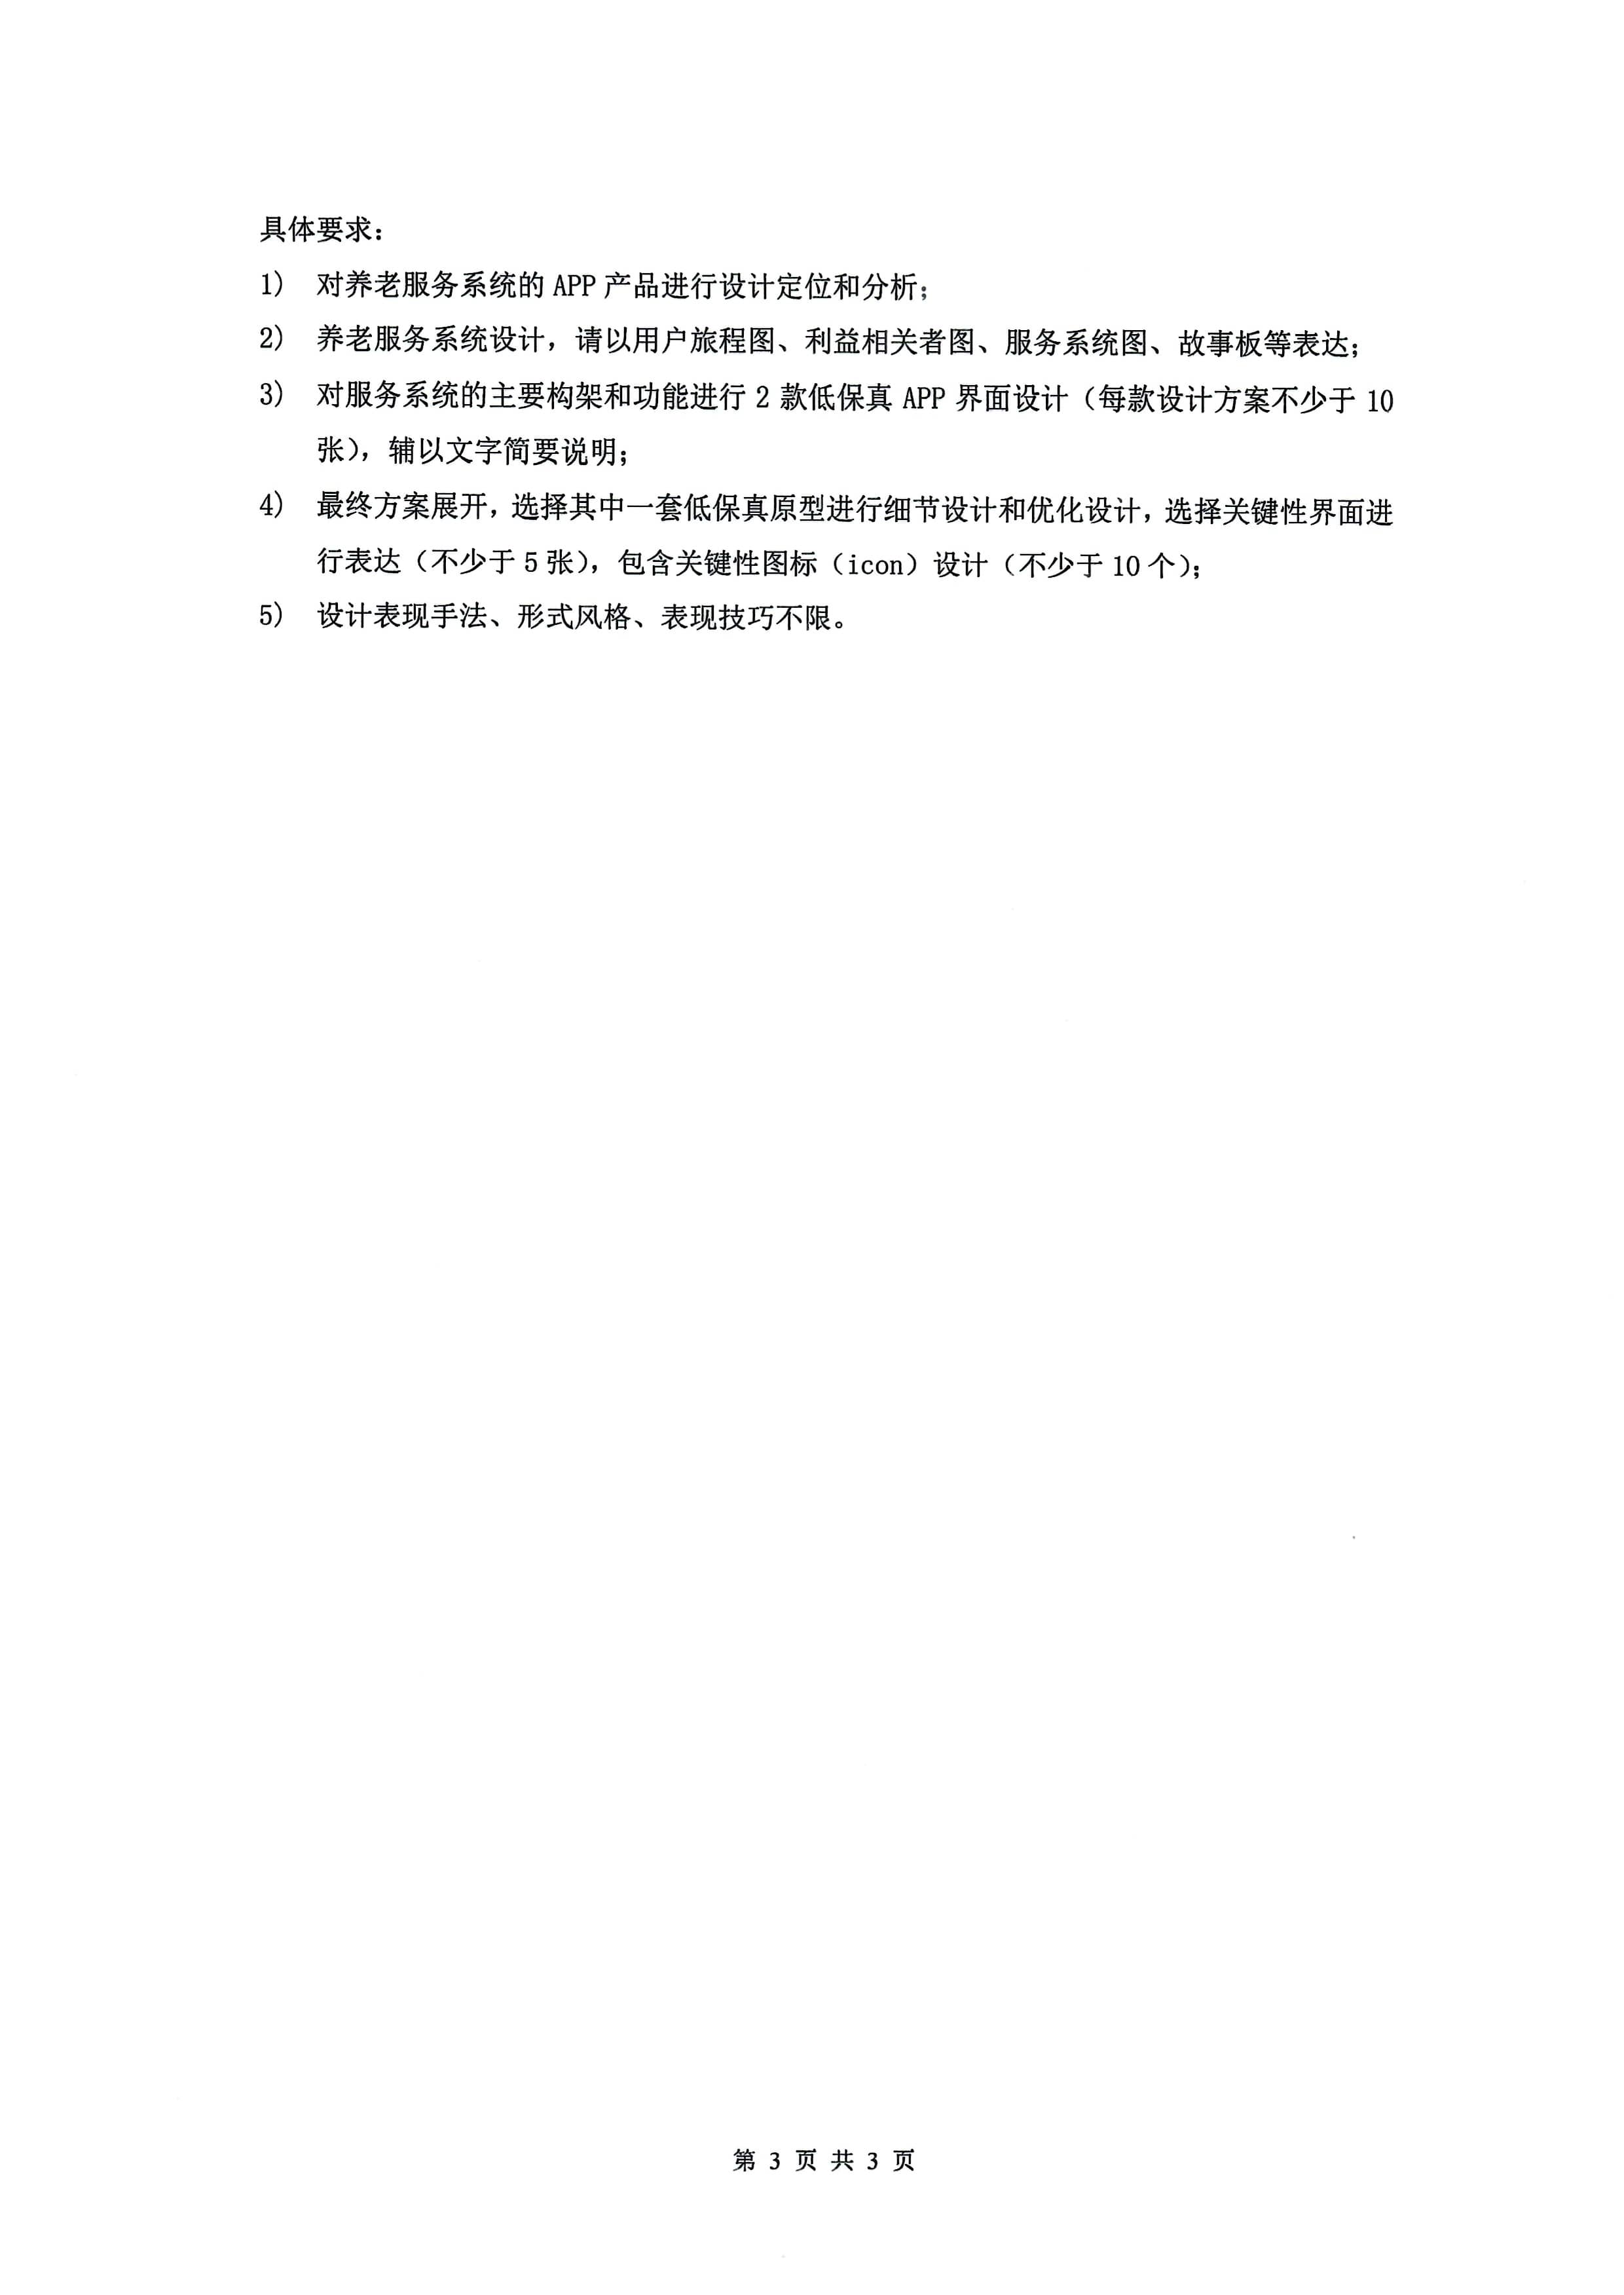 具体要求：
1） 对养老服务系统的 APP 产品进行设计定位和分析；
2） 养老服务系统设计，请以用户旅程图、利益相关者图、服务系统图、故事板等表达；
3） 对服务系统的主要构架和功能进行 2 款低保真 APP 界面设计（每款设计方案不少于 10
张），辅以文字简要说明；
4） 最终方案展开，选择其中一套低保真原型进行细节设计和优化设计，选择关键性界面进
行表达（不少于 5 张），包含关键性图标（icon）设计（不少于 10 个）；
5） 设计表现手法、形式风格、表现技巧不限。
第 3 页 共 3 页